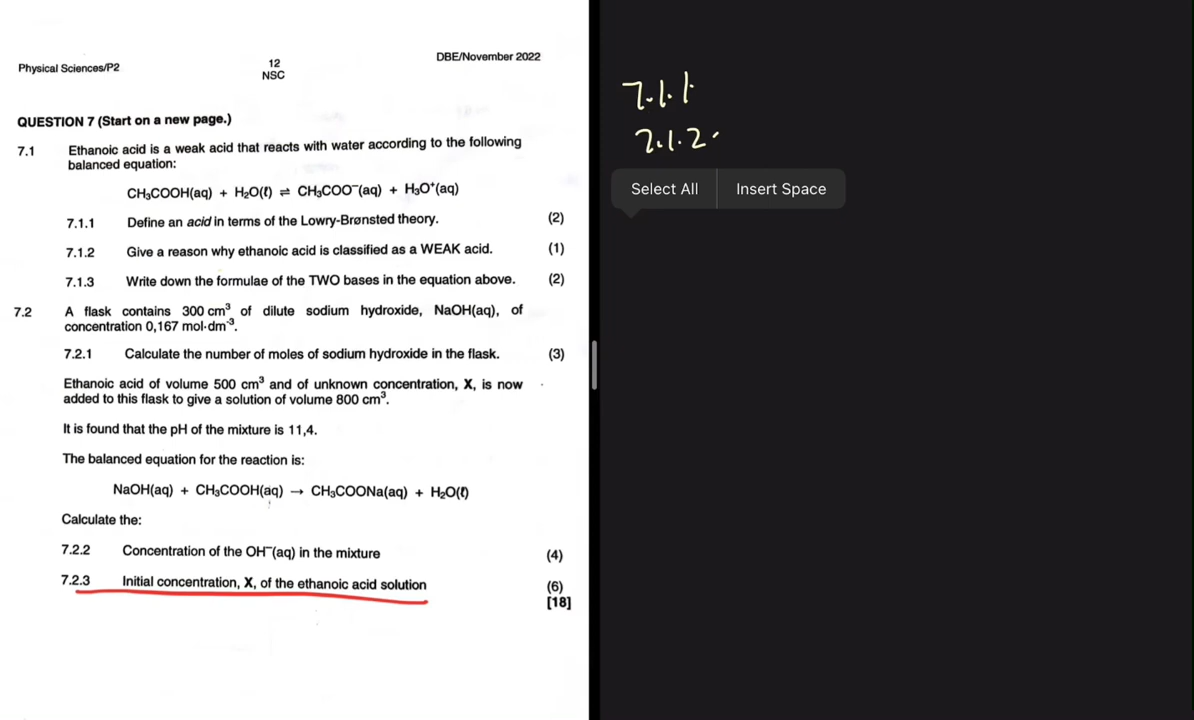 Physical Sciences/P2
12
NSC
DBE/November 2022
QUESTION 7 (Start on a new page.)
7.1 Ethanoic acid is a weak acid that reacts with water according to the following
balanced equation:
CH₃COOH(aq) + H₂O(ℓ) ⇌ CH₃COO⁻(aq) + H₃O⁺(aq)
7.1.1 Define an acid in terms of the Lowry-Brønsted theory. (2)
7.1.2 Give a reason why ethanoic acid is classified as a WEAK acid. (1)
7.1.3 Write down the formulae of the TWO bases in the equation above. (2)
7.2 A flask contains 300 cm³ of dilute sodium hydroxide, NaOH(aq), of
concentration 0,167 mol·dm⁻³.
7.2.1 Calculate the number of moles of sodium hydroxide in the flask. (3)
Ethanoic acid of volume 500 cm³ and of unknown concentration, X, is now
added to this flask to give a solution of volume 800 cm³.
It is found that the pH of the mixture is 11,4.
The balanced equation for the reaction is:
NaOH(aq) + CH₃COOH(aq) → CH₃COONa(aq) + H₂O(ℓ)
Calculate the:
7.2.2 Concentration of the OH⁻(aq) in the mixture (4)
7.2.3 Initial concentration, X, of the ethanoic acid solution (6)
[18]
7.1.1
7.1.2.
Select All Insert Space